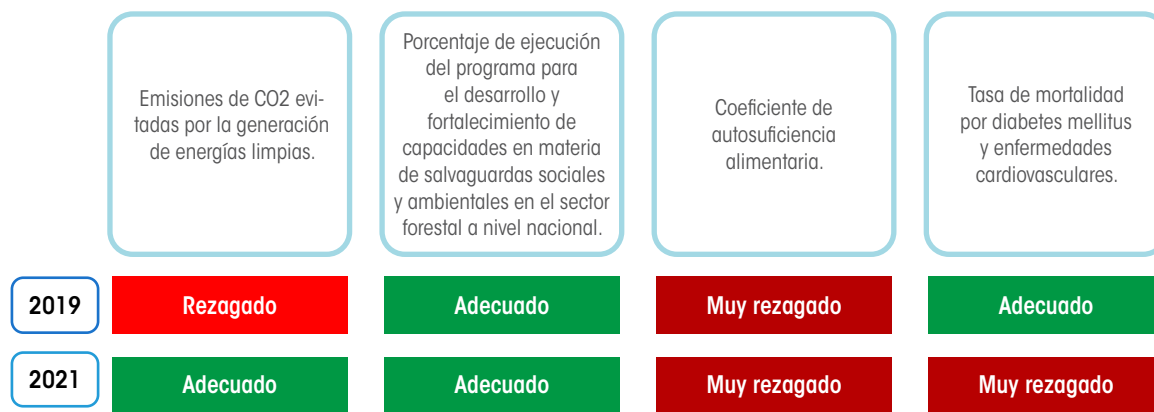 Emisiones de CO2 evi-
tadas por la generación
de energías limpias.
Porcentaje de ejecución
del programa para
el desarrollo y
fortalecimiento de
capacidades en materia
de salvaguardas sociales
y ambientales en el sector
forestal a nivel nacional.
Coeficiente de
autosuficiencia
alimentaria.
Tasa de mortalidad
por diabetes mellitus
y enfermedades
cardiovasculares.
2019 Rezagado Adecuado Muy rezagado Adecuado
2021 Adecuado Adecuado Muy rezagado Muy rezagado